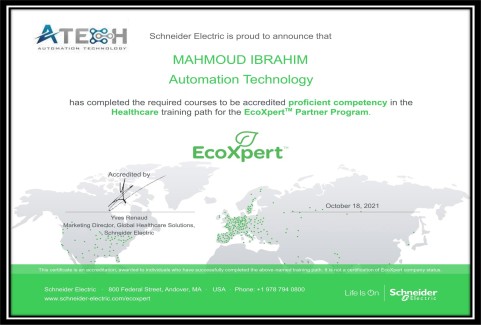 ATECH
AUTOMATION TECHNOLOGY
Schneider Electric is proud to announce that
MAHMOUD IBRAHIM
Automation Technology
has completed the required courses to be accredited proficient competency in the
Healthcare training path for the EcoXpert™ Partner Program.
EcoXpert™
Accredited by
Yves Renaud
Marketing Director, Global Healthcare Solutions,
Schneider Electric
October 18, 2021
This certificate is an accreditation awarded to individuals who have successfully completed the above-named training path. It is not a certification of EcoXpert company status.
Schneider Electric 800 Federal Street, Andover, MA USA Phone: +1 978 794 0800
www.schneider-electric.com/ecoxpert
Life Is On | Schneider Electric